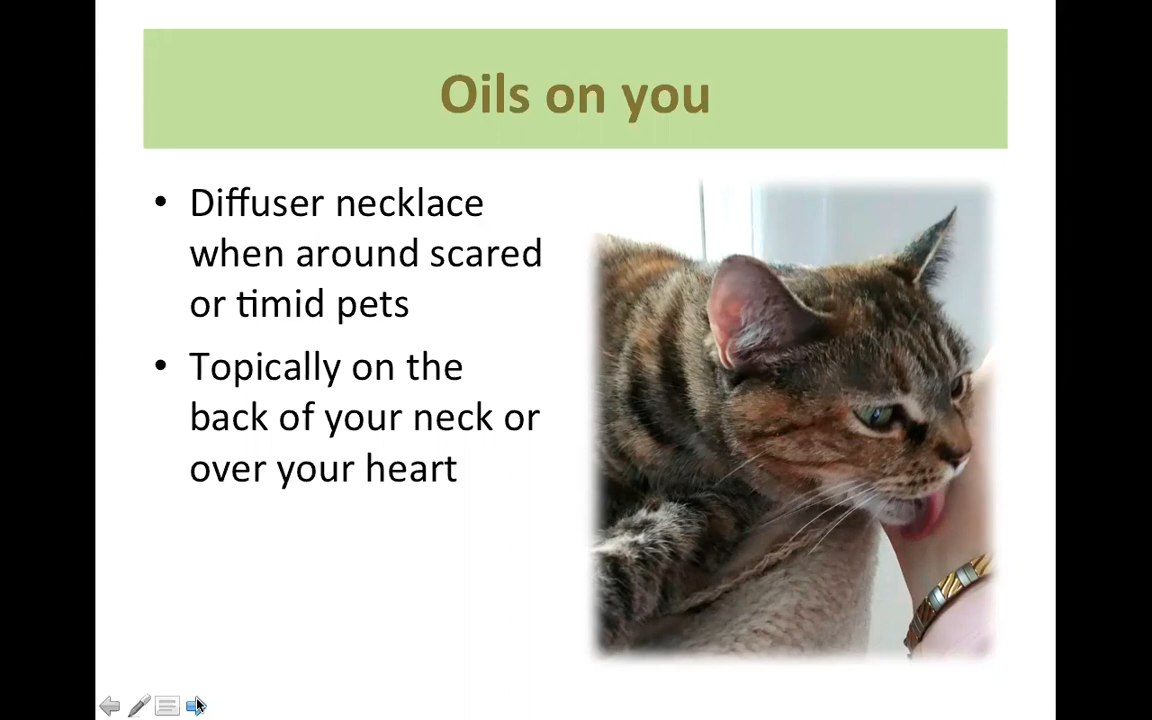 Oils on you
• Diffuser necklace
when around scared
or timid pets
• Topically on the
back of your neck or
over your heart